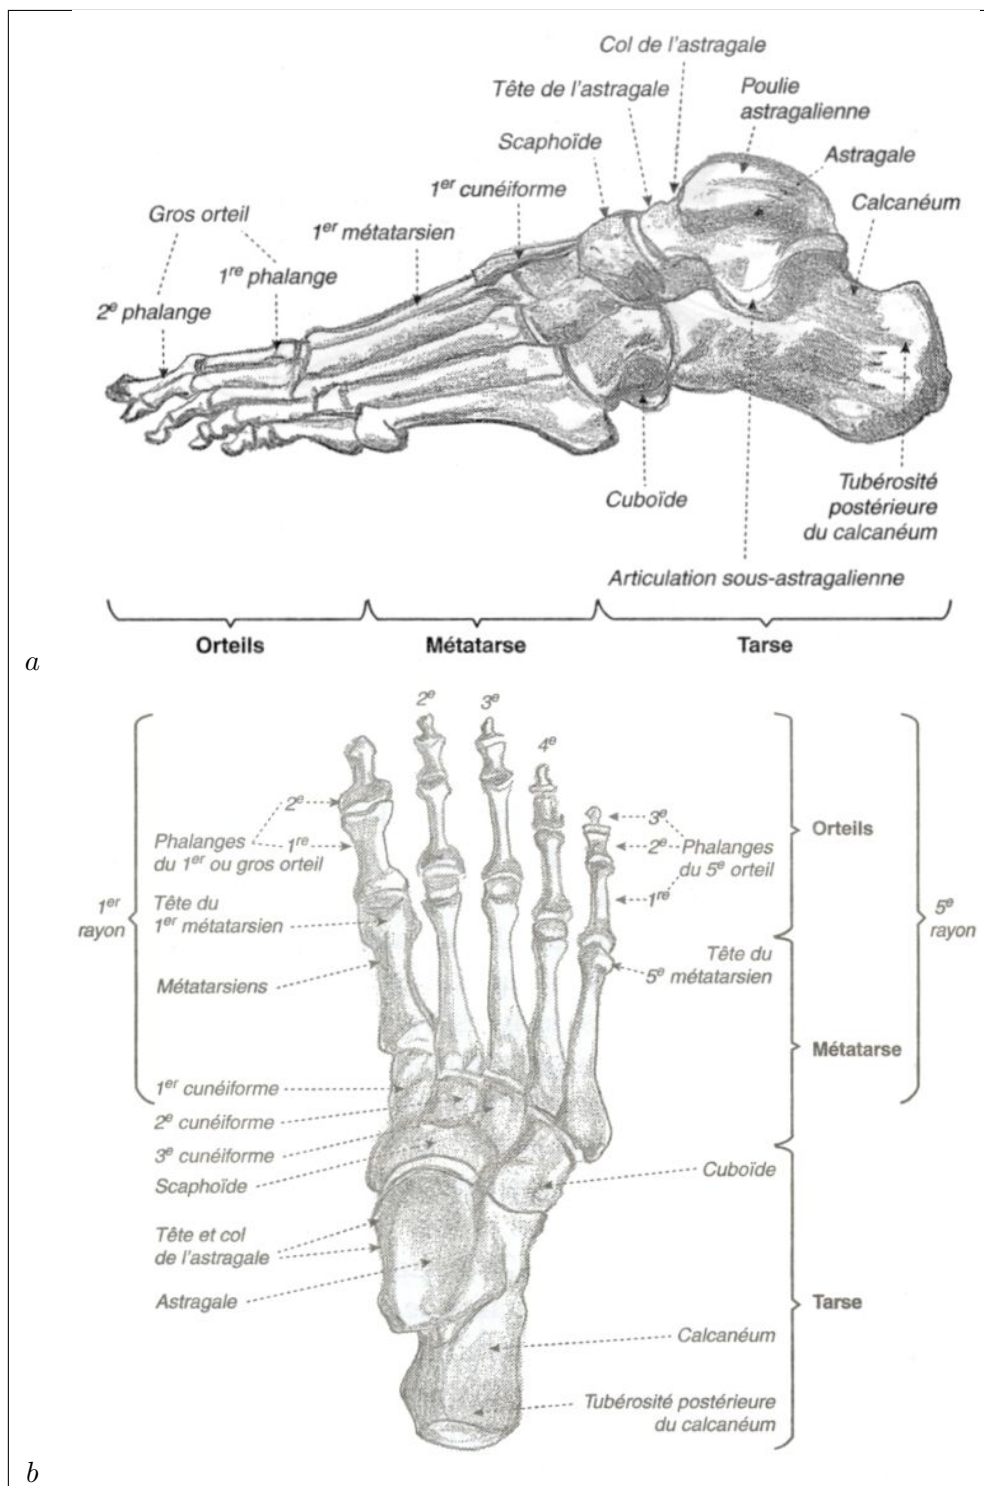 Col de l'astragale
Tête de l'astragale
Poulie
astragalienne
Scaphoïde
Astragale
1er cunéiforme
Calcanéum
Gros orteil
1er métatarsien
1re phalange
2e phalange
Cuboïde
Tubérosité
postérieure
du calcanéum
Articulation sous-astragalienne
Orteils
Métatarse
Tarse
a
2e
3e
4e
2e
Phalanges
1re
du 1er ou gros orteil
3e
2e
Phalanges
du 5e orteil
1re
Orteils
1er
rayon
5e
rayon
Tête du
1er métatarsien
Tête du
5e métatarsien
Métatarsiens
Métatarse
1er cunéiforme
2e cunéiforme
3e cunéiforme
Scaphoïde
Cuboïde
Tête et col
de l'astragale
Astragale
Tarse
Calcanéum
Tubérosité postérieure
du calcanéum
b